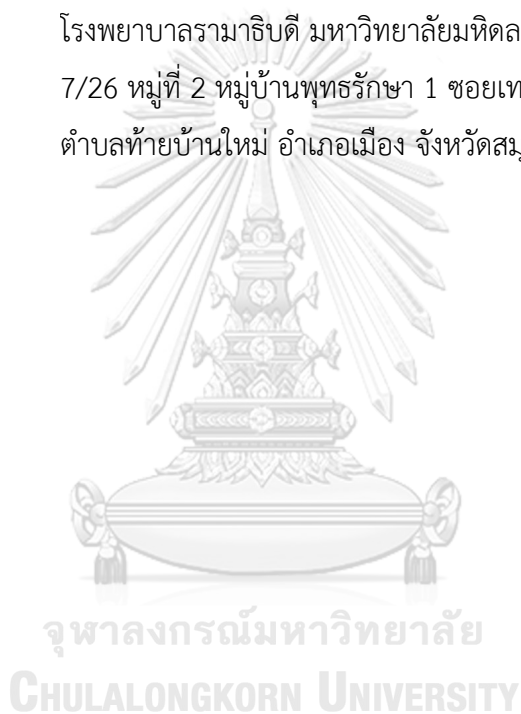 โรงพยาบาลรามาธิบดี มหาวิทยาลัยมหิดล
7/26 หมู่ที่ 2 หมู่บ้านพุทธรักษา 1 ซอยเท
ตำบลท้ายบ้านใหม่ อำเภอเมือง จังหวัดสมุ
จุฬาลงกรณ์มหาวิทยาลัย
CHULALONGKORN UNIVERSITY